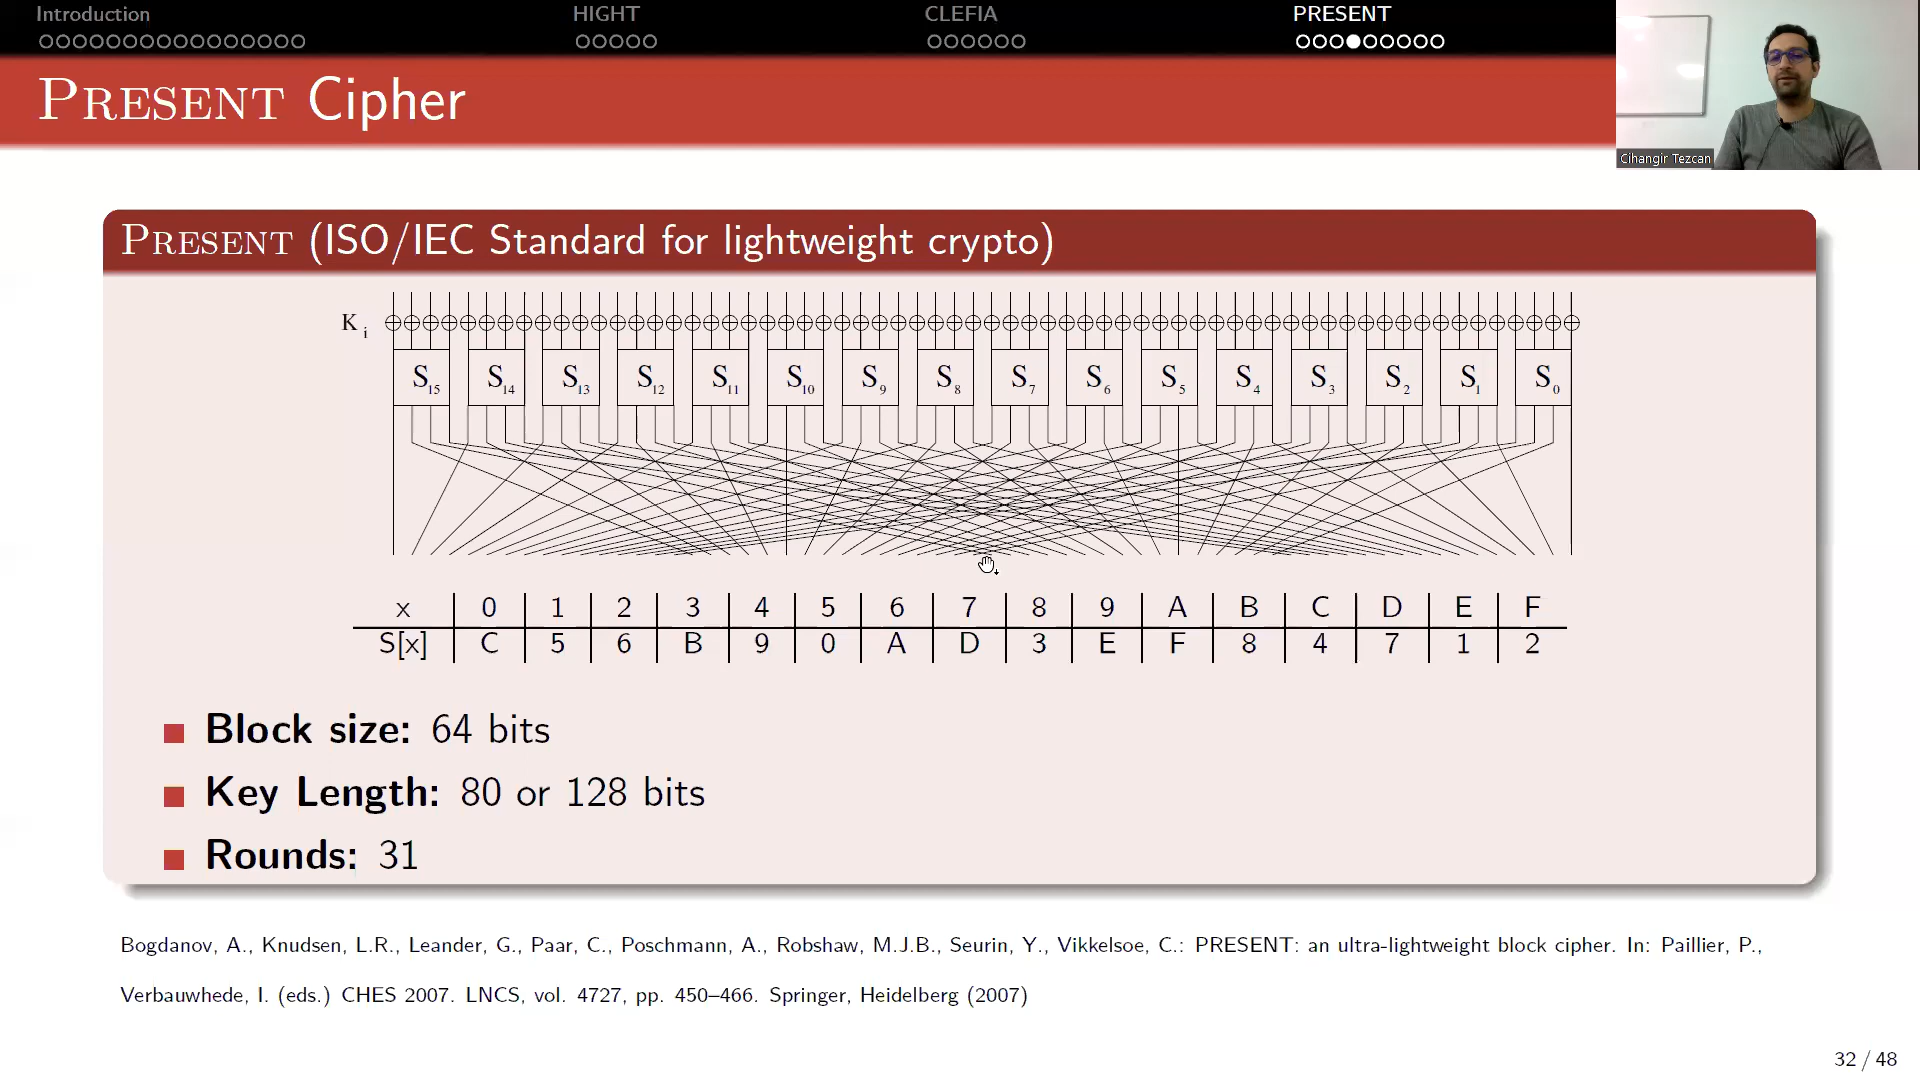 Introduction HIGHT CLEFIA PRESENT
PRESENT Cipher
Cihangir Tezcan
PRESENT (ISO/IEC Standard for lightweight crypto)
K i
S15 S14 S13 S12 S11 S10 S9 S8 S7 S6 S5 S4 S3 S2 S1 S0
x 0 1 2 3 4 5 6 7 8 9 A B C D E F
S[x] C 5 6 B 9 0 A D 3 E F 8 4 7 1 2
Block size: 64 bits
Key Length: 80 or 128 bits
Rounds: 31
Bogdanov, A., Knudsen, L.R., Leander, G., Paar, C., Poschmann, A., Robshaw, M.J.B., Seurin, Y., Vikkelsoe, C.: PRESENT: an ultra-lightweight block cipher. In: Paillier, P.,
Verbauwhede, I. (eds.) CHES 2007. LNCS, vol. 4727, pp. 450–466. Springer, Heidelberg (2007)
32 / 48